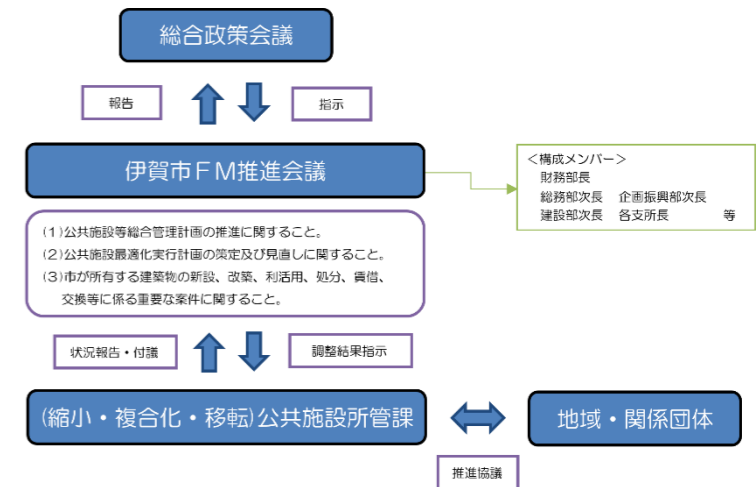 総合政策会議
報告
指示
伊賀市ＦＭ推進会議
＜構成メンバー＞
財務部長
総務部次長　企画振興部次長
建設部次長　各支所長　等
(１)公共施設等総合管理計画の推進に関すること。
(２)公共施設最適化実行計画の策定及び見直しに関すること。
(３)市が所有する建築物の新設、改築、利活用、処分、賃借、
交換等に係る重要な案件に関すること。
状況報告・付議
調整結果指示
(縮小・複合化・移転)公共施設所管課
地域・関係団体
推進協議